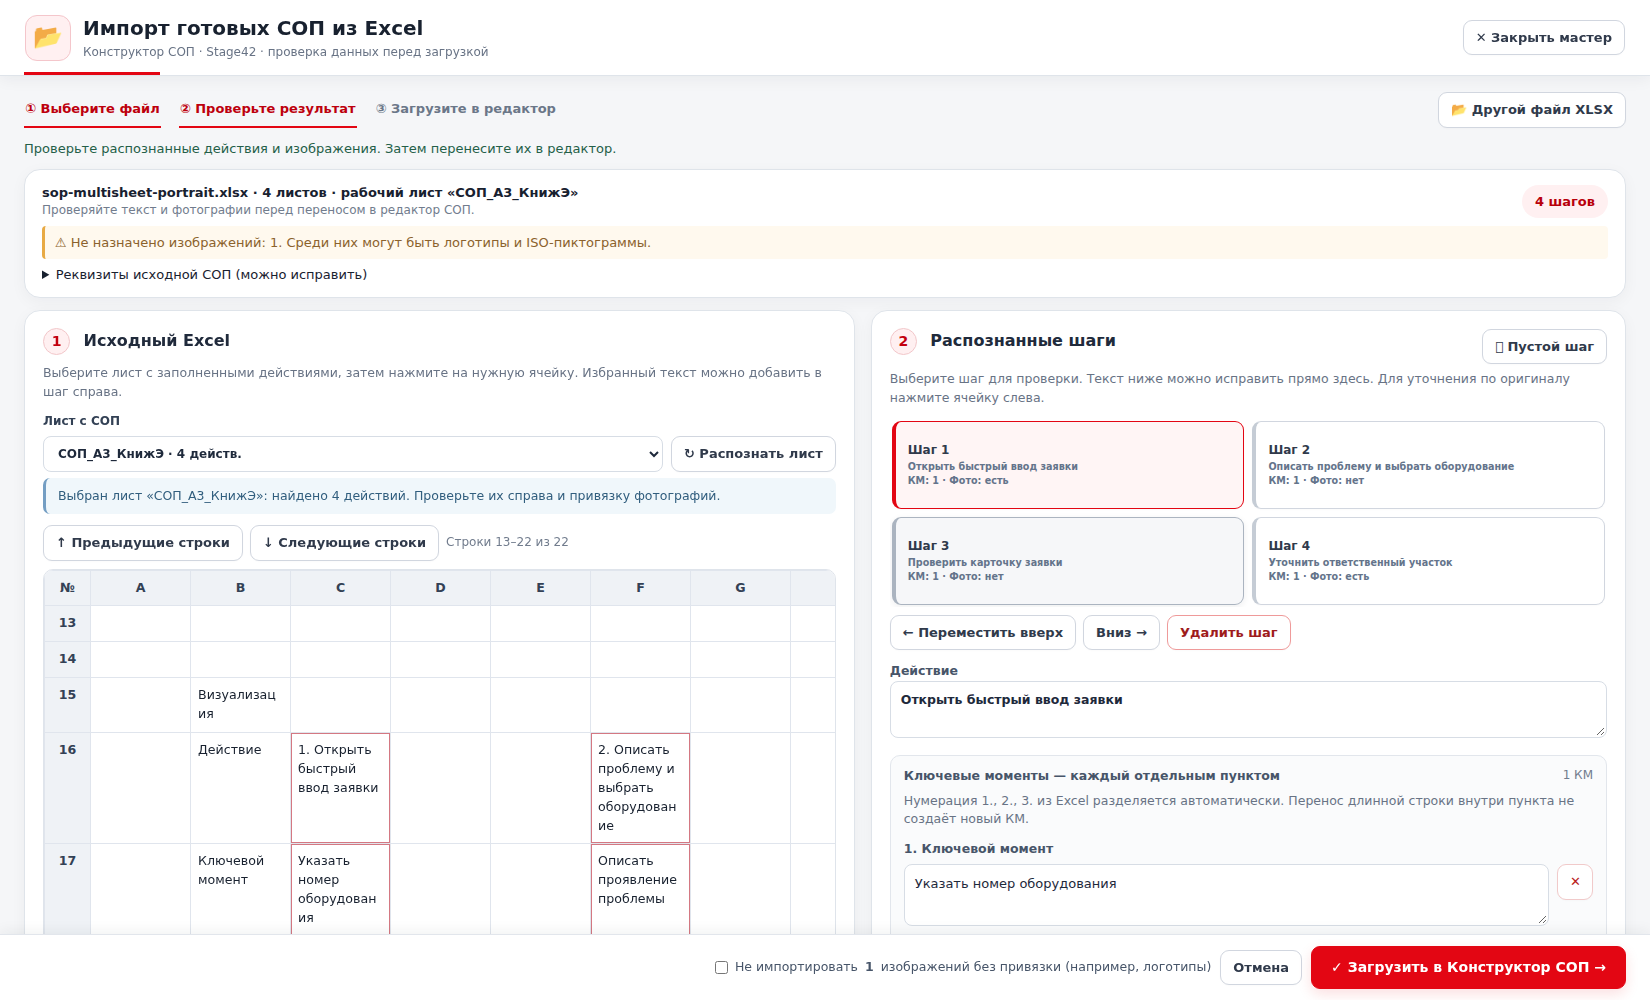 Импорт готовых СОП из Excel
Конструктор СОП · Stage42 · проверка данных перед загрузкой
✕ Закрыть мастер
① Выберите файл
② Проверьте результат
③ Загрузите в редактор
Другой файл XLSX
Проверьте распознанные действия и изображения. Затем перенесите их в редактор.
sop-multisheet-portrait.xlsx · 4 листов · рабочий лист «СОП_А3_КнижЭ»
4 шагов
Проверяйте текст и фотографии перед переносом в редактор СОП.
⚠ Не назначено изображений: 1. Среди них могут быть логотипы и ISO-пиктограммы.
Реквизиты исходной СОП (можно исправить)
1 Исходный Excel
Выберите лист с заполненными действиями, затем нажмите на нужную ячейку. Избранный текст можно добавить в
шаг справа.
Лист с СОП
СОП_А3_КнижЭ · 4 действ.
↻ Распознать лист
Выбран лист «СОП_А3_КнижЭ»: найдено 4 действий. Проверьте их справа и привязку фотографий.
↑ Предыдущие строки
↓ Следующие строки
Строки 13–22 из 22
№ A B C D E F G
13
14
15
Визуализац
ия
16
Действие
1. Открыть
быстрый
ввод заявки
2. Описать
проблему и
выбрать
оборудован
ие
17
Ключевой
момент
Указать
номер
оборудован
ия
Описать
проявление
проблемы
2 Распознанные шаги
Пустой шаг
Выберите шаг для проверки. Текст ниже можно исправить прямо здесь. Для уточнения по оригиналу
нажмите ячейку слева.
Шаг 1
Открыть быстрый ввод заявки
КМ: 1 · Фото: есть
Шаг 2
Описать проблему и выбрать оборудование
КМ: 1 · Фото: нет
Шаг 3
Проверить карточку заявки
КМ: 1 · Фото: нет
Шаг 4
Уточнить ответственный участок
КМ: 1 · Фото: есть
← Переместить вверх
Вниз →
Удалить шаг
Действие
Открыть быстрый ввод заявки
Ключевые моменты — каждый отдельным пунктом
1 КМ
Нумерация 1., 2., 3. из Excel разделяется автоматически. Перенос длинной строки внутри пункта не
создаёт новый КМ.
1. Ключевой момент
Указать номер оборудования
✕
Не импортировать 1 изображений без привязки (например, логотипы)
Отмена
✓ Загрузить в Конструктор СОП →